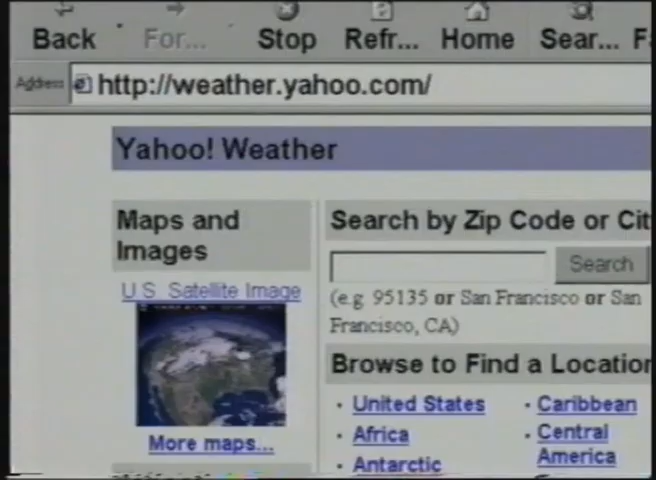 Back For... Stop Refr... Home Sear...
Address http://weather.yahoo.com/
Yahoo! Weather
Maps and
Images
U.S. Satellite Image
More maps...
Search by Zip Code or Cit
Search
(e.g. 95135 or San Francisco or San
Francisco, CA)
Browse to Find a Location
· United States
· Africa
· Antarctic
· Caribbean
· Central
America